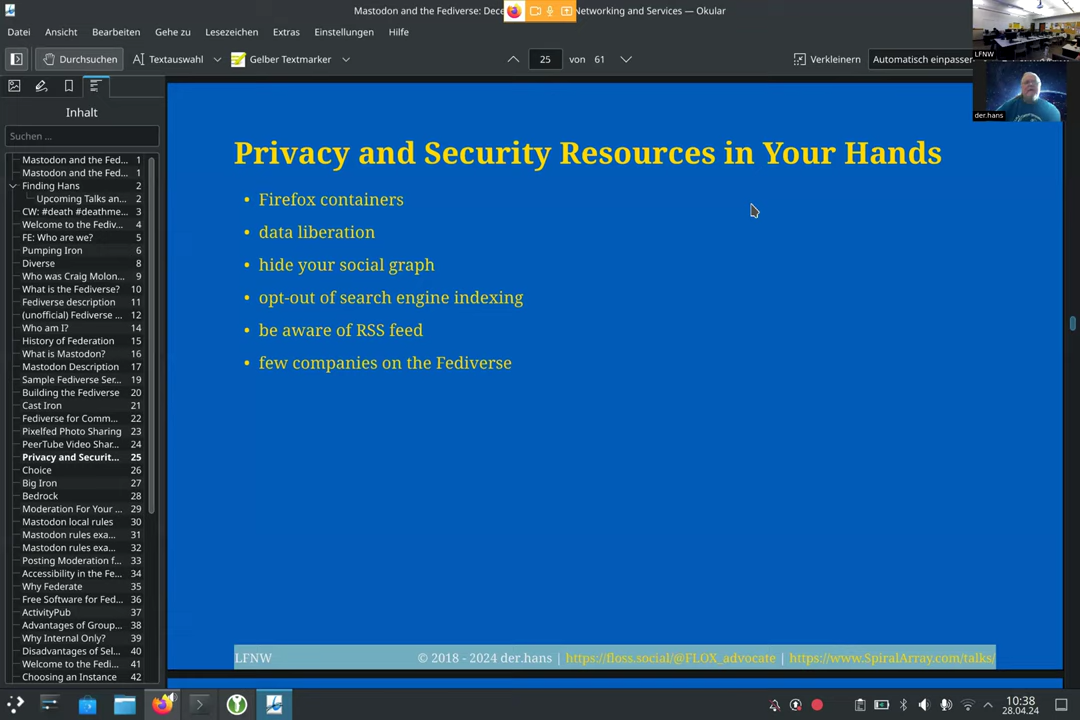 Mastodon and the Fediverse: Dece
Networking and Services — Okular
Datei Ansicht Bearbeiten Gehe zu Lesezeichen Extras Einstellungen Hilfe
Durchsuchen Textauswahl Gelber Textmarker 25 von 61 Verkleinern Automatisch einpassen
LFNW
der.hans
Inhalt
Suchen ...
Mastodon and the Fed... 1
Mastodon and the Fed... 1
Finding Hans 2
Upcoming Talks an... 2
CW: #death #deathme... 3
Welcome to the Fediv... 4
FE: Who are we? 5
Pumping Iron 6
Diverse 8
Who was Craig Molon... 9
What is the Fediverse? 10
Fediverse description 11
(unofficial) Fediverse ... 12
Who am I? 14
History of Federation 15
What is Mastodon? 16
Mastodon Description 17
Sample Fediverse Ser... 19
Building the Fediverse 20
Cast Iron 21
Fediverse for Comm... 22
Pixelfed Photo Sharing 23
PeerTube Video Shar... 24
Privacy and Securit... 25
Choice 26
Big Iron 27
Bedrock 28
Moderation For Your ... 29
Mastodon local rules 30
Mastodon rules exa... 31
Mastodon rules exa... 32
Posting Moderation f... 33
Accessibility in the Fe... 34
Why Federate 35
Free Software for Fed... 36
ActivityPub 37
Advantages of Group... 38
Why Internal Only? 39
Disadvantages of Sel... 40
Welcome to the Fedi... 41
Choosing an Instance 42
Privacy and Security Resources in Your Hands
• Firefox containers
• data liberation
• hide your social graph
• opt-out of search engine indexing
• be aware of RSS feed
• few companies on the Fediverse
LFNW © 2018 - 2024 der.hans | https://floss.social/@FLOX_advocate | https://www.SpiralArray.com/talks/
10:38
28.04.24